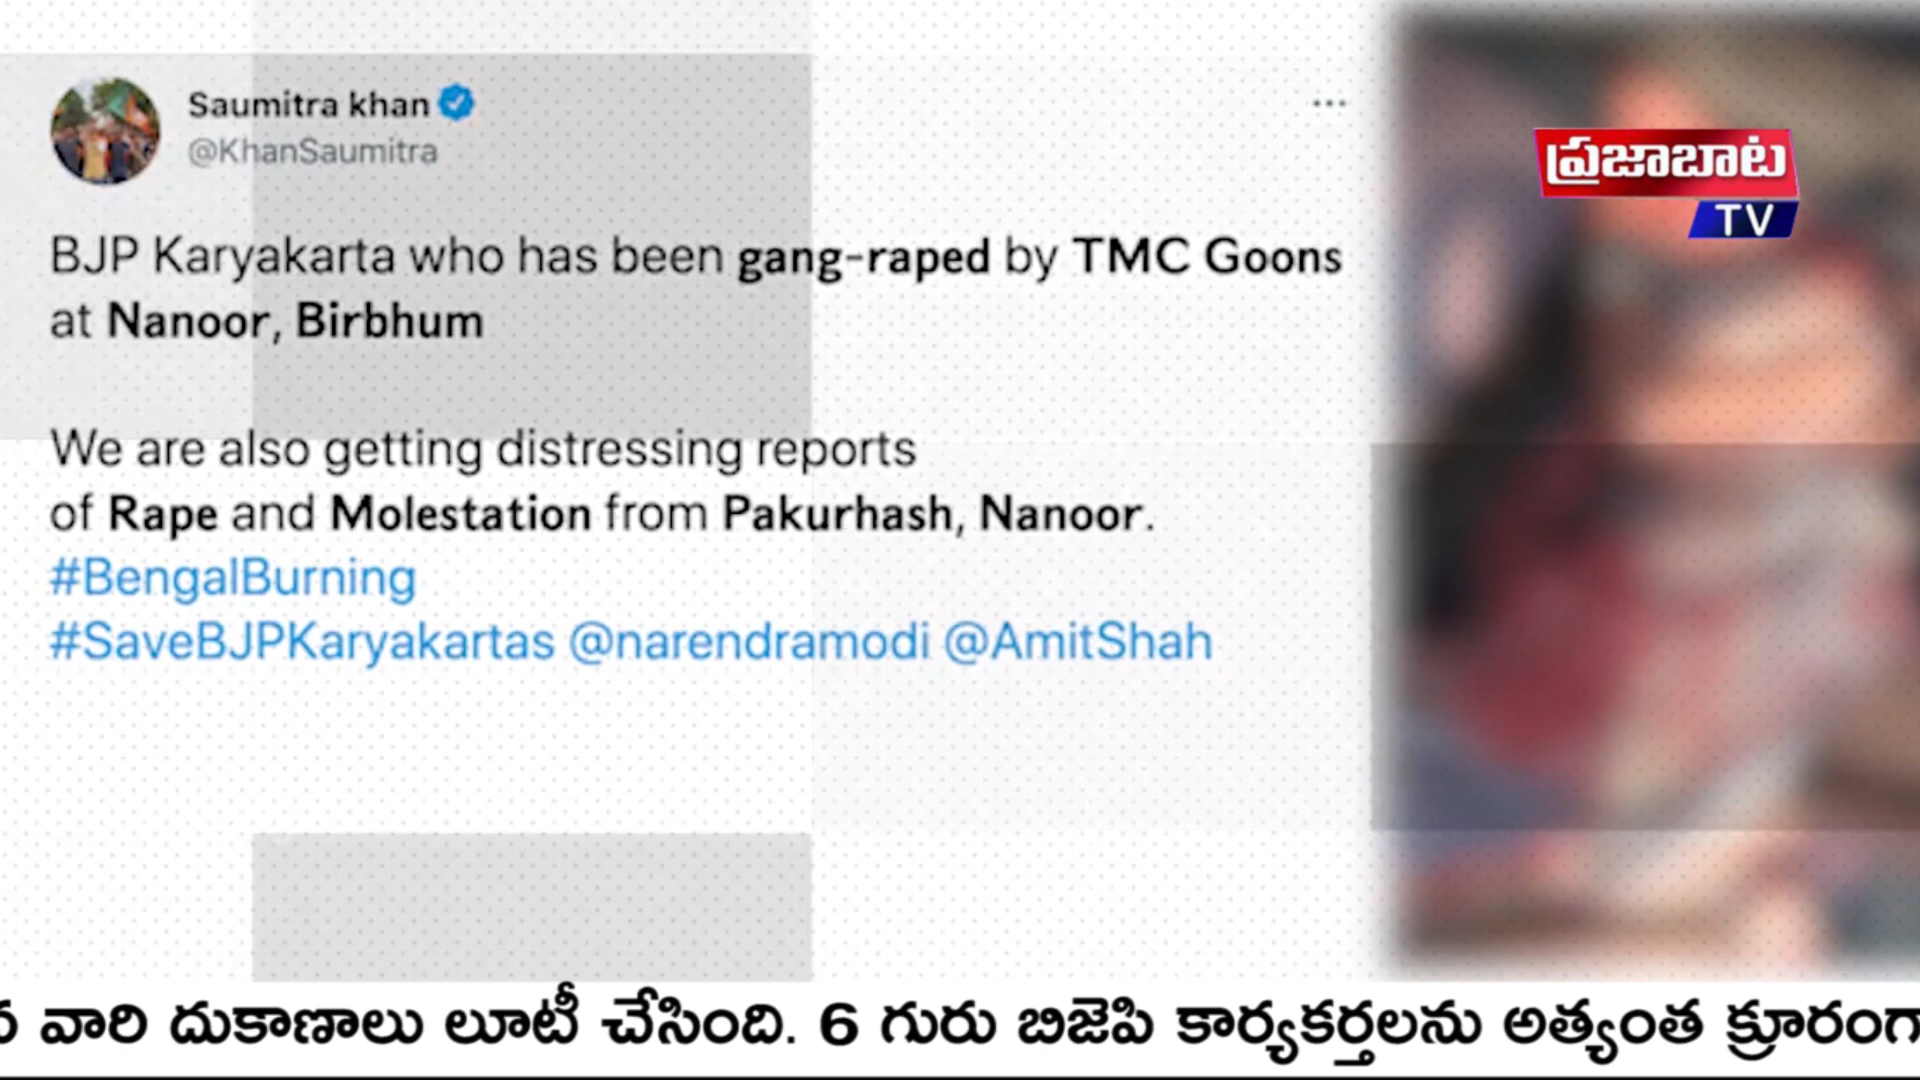 Saumitra khan
@KhanSaumitra
ప్రజాబాట
TV
BJP Karyakarta who has been gang-raped by TMC Goons
at Nanoor, Birbhum
We are also getting distressing reports
of Rape and Molestation from Pakurhash, Nanoor.
#BengalBurning
#SaveBJPKaryakartas @narendramodi @AmitShah
వారి దుకాణాలు లూటీ చేసింది. 6 గురు బిజెపి కార్యకర్తలను అత్యంత క్రూరంగా